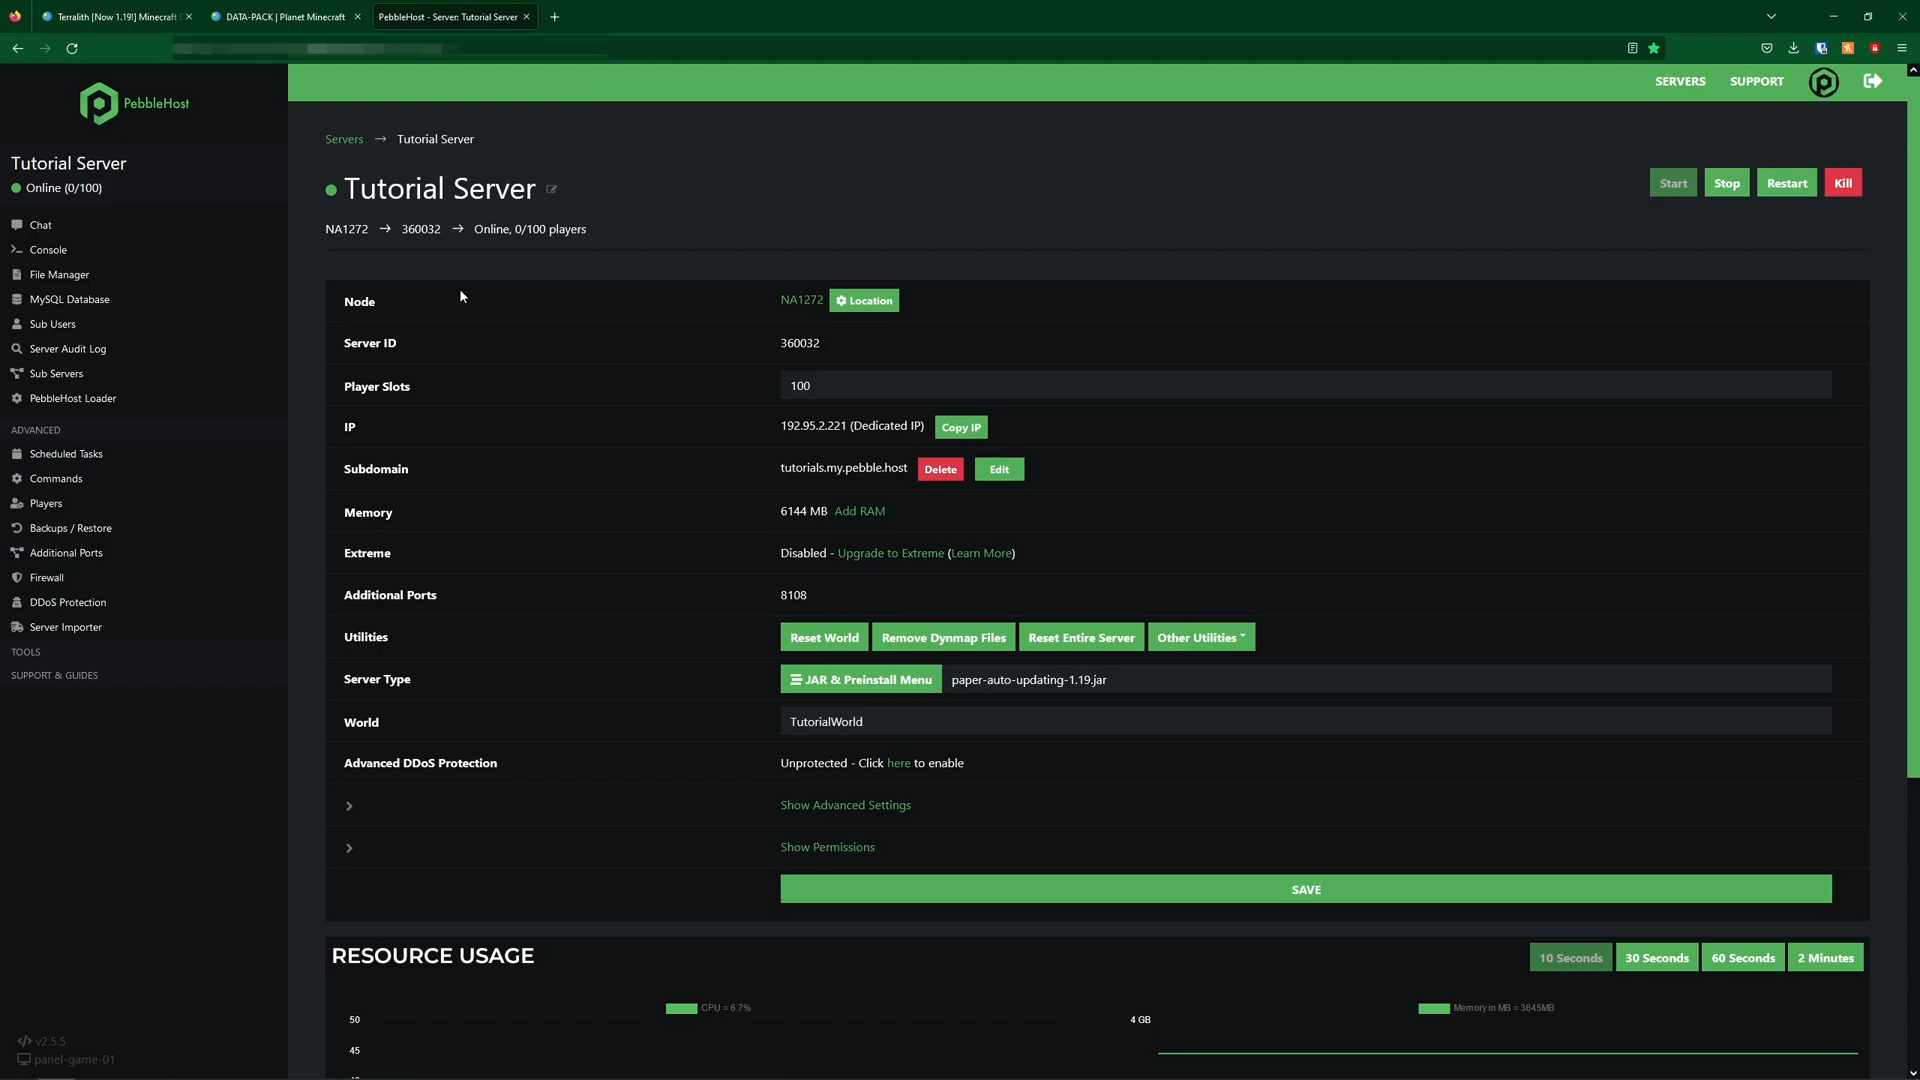 Terralith [Now 1.19!] Minecraft D
DATA-PACK | Planet Minecraft
PebbleHost - Server: Tutorial Server
SERVERS
SUPPORT
PebbleHost
Tutorial Server
Online (0/100)
Chat
Console
File Manager
MySQL Database
Sub Users
Server Audit Log
Sub Servers
PebbleHost Loader
ADVANCED
Scheduled Tasks
Commands
Players
Backups / Restore
Additional Ports
Firewall
DDoS Protection
Server Importer
TOOLS
SUPPORT & GUIDES
</> v2.5.5
panel-game-01
Servers → Tutorial Server
Tutorial Server
Start Stop Restart Kill
NA1272 → 360032 → Online, 0/100 players
Node NA1272 Location
Server ID 360032
Player Slots 100
IP 192.95.2.221 (Dedicated IP) Copy IP
Subdomain tutorials.my.pebble.host Delete Edit
Memory 6144 MB Add RAM
Extreme Disabled - Upgrade to Extreme (Learn More)
Additional Ports 8108
Utilities Reset World Remove Dynmap Files Reset Entire Server Other Utilities
Server Type JAR & Preinstall Menu paper-auto-updating-1.19.jar
World TutorialWorld
Advanced DDoS Protection Unprotected - Click here to enable
Show Advanced Settings
Show Permissions
SAVE
RESOURCE USAGE
10 Seconds 30 Seconds 60 Seconds 2 Minutes
CPU = 6.7%
Memory in MB = 3645MB
50
4 GB
45